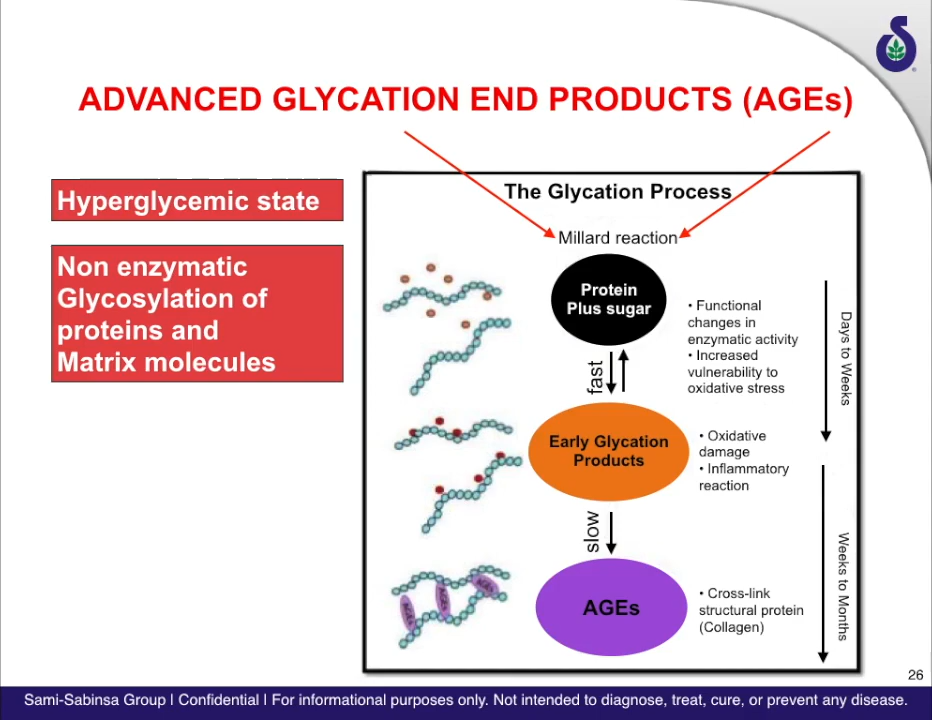 ADVANCED GLYCATION END PRODUCTS (AGEs)
Hyperglycemic state
Non enzymatic
Glycosylation of
proteins and
Matrix molecules
The Glycation Process
Millard reaction
Protein
Plus sugar
• Functional
changes in
enzymatic activity
• Increased
vulnerability to
oxidative stress
Days to Weeks
fast
Early Glycation
Products
• Oxidative
damage
• Inflammatory
reaction
slow
Weeks to Months
AGEs
AGEs
AGEs
AGEs
• Cross-link
structural protein
(Collagen)
26
Sami-Sabinsa Group | Confidential | For informational purposes only. Not intended to diagnose, treat, cure, or prevent any disease.